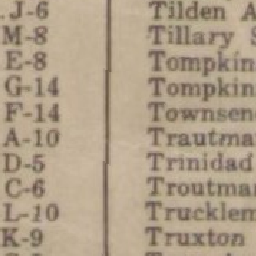 J-6
M-8
E-8
G-14
F-14
A-10
D-5
C-6
L-10
K-9
Tilden A
Tillary S
Tompkin
Tompkin
Townsen
Trautma
Trinidad
Troutma
Trucklem
Truxton